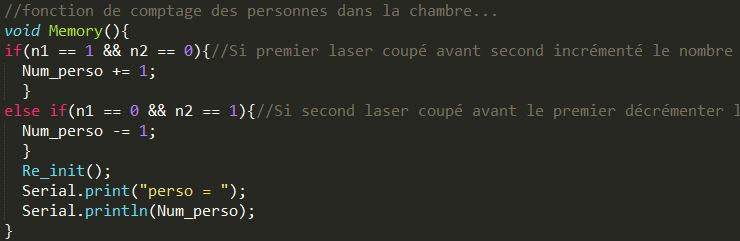 //fonction de comptage des personnes dans la chambre...
void Memory(){
if(n1 == 1 && n2 == 0){//Si premier laser coupé avant second incrémenté le nombre
Num_perso += 1;
}
else if(n1 == 0 && n2 == 1){//Si second laser coupé avant le premier décrémenter
Num_perso -= 1;
}
Re_init();
Serial.print("perso = ");
Serial.println(Num_perso);
}